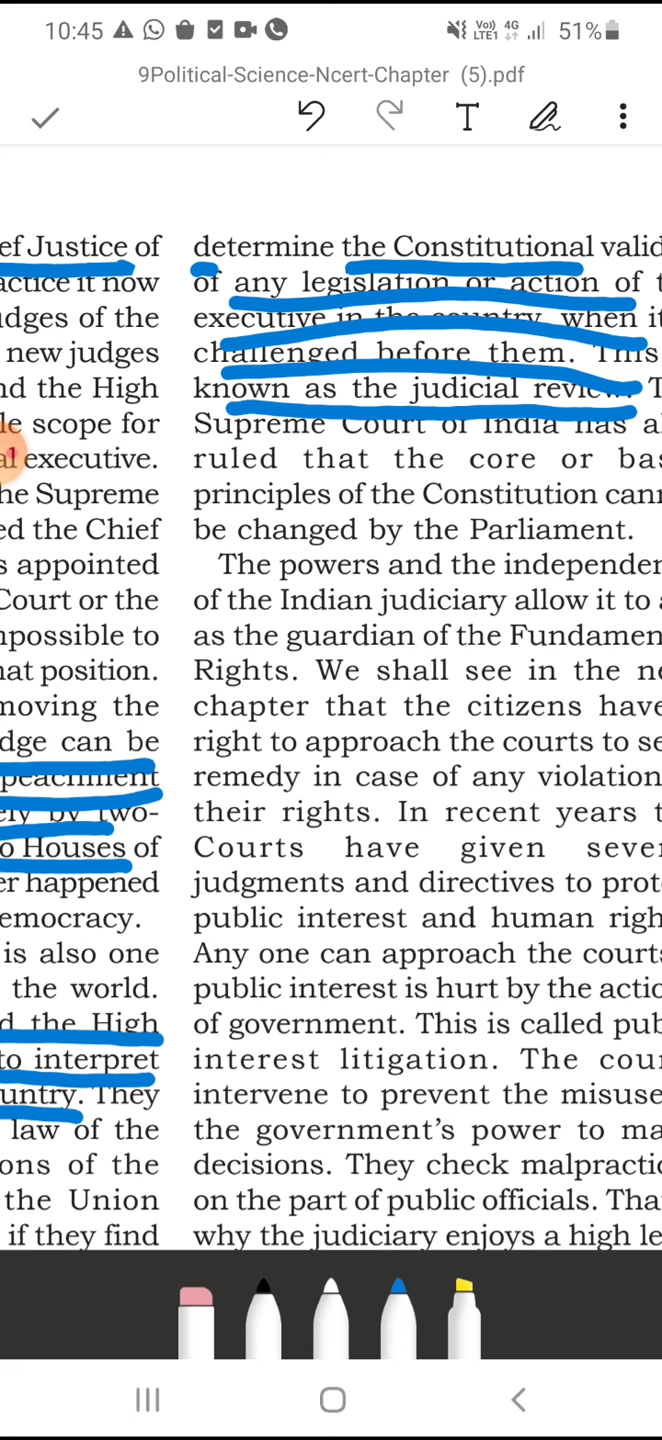 10:45
Vo)) LTE1 4G 51%
9Political-Science-Ncert-Chapter (5).pdf
T
ef Justice of
actice it now
dges of the
new judges
nd the High
le scope for
al executive.
he Supreme
ed the Chief
s appointed
Court or the
mpossible to
hat position.
moving the
dge can be
peachment
ely by two-
o Houses of
er happened
emocracy.
is also one
the world.
d the High
to interpret
untry. They
law of the
ons of the
the Union
if they find
determine the Constitutional valid
of any legislation or action of t
executive in the country, when it
challenged before them. This
known as the judicial review. T
Supreme Court of India has al
ruled that the core or bas
principles of the Constitution cann
be changed by the Parliament.
The powers and the independen
of the Indian judiciary allow it to a
as the guardian of the Fundamen
Rights. We shall see in the ne
chapter that the citizens have
right to approach the courts to se
remedy in case of any violation
their rights. In recent years t
Courts have given sever
judgments and directives to prote
public interest and human righ
Any one can approach the courts
public interest is hurt by the actio
of government. This is called pub
interest litigation. The cour
intervene to prevent the misuse
the government's power to ma
decisions. They check malpractic
on the part of public officials. Tha
why the judiciary enjoys a high le